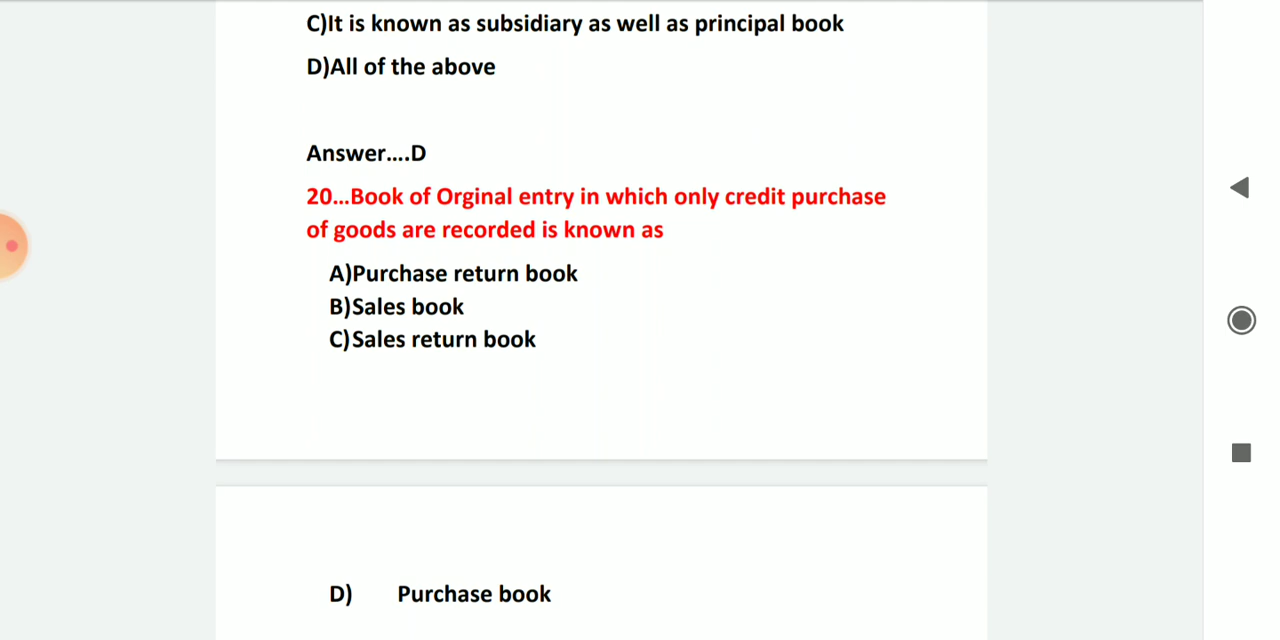 C)It is known as subsidiary as well as principal book
D)All of the above
Answer....D
20...Book of Orginal entry in which only credit purchase
of goods are recorded is known as
A)Purchase return book
B)Sales book
C)Sales return book
D) Purchase book